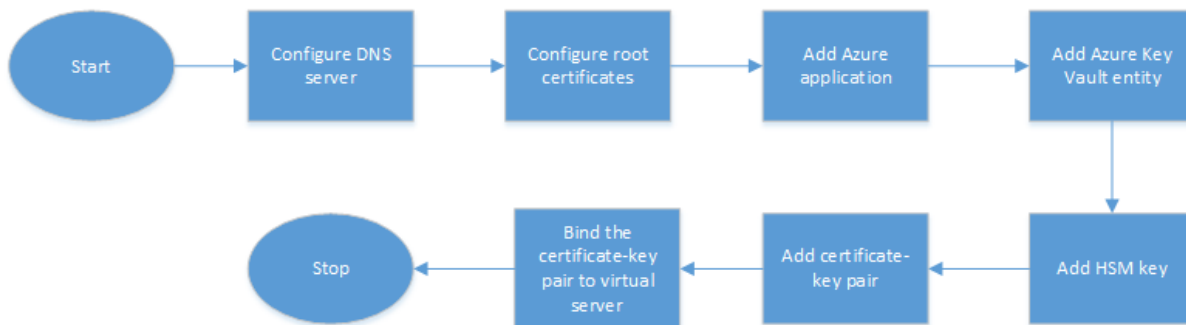 Start
Configure DNS
server
Configure root
certificates
Add Azure
application
Add Azure Key
Vault entity
Stop
Bind the
certificate-key
pair to virtual
server
Add certificate-
key pair
Add HSM key